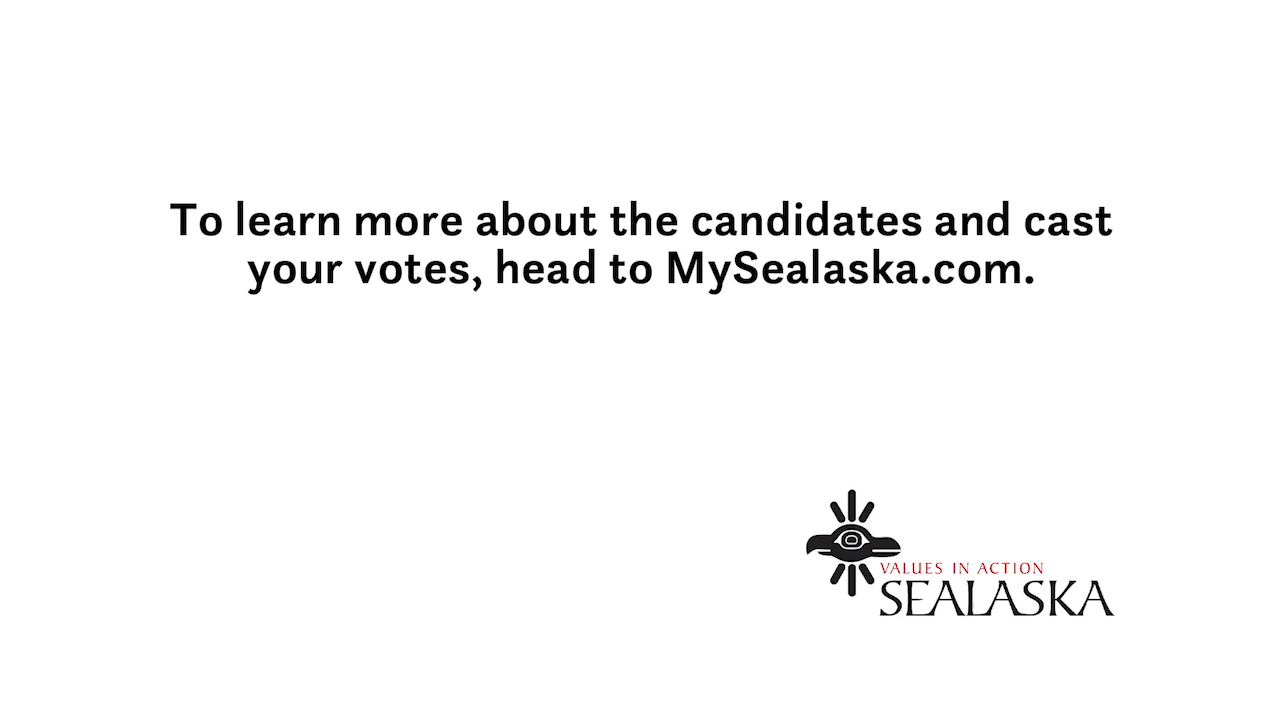 To learn more about the candidates and cast
your votes, head to MySealaska.com.
VALUES IN ACTION
SEALASKA